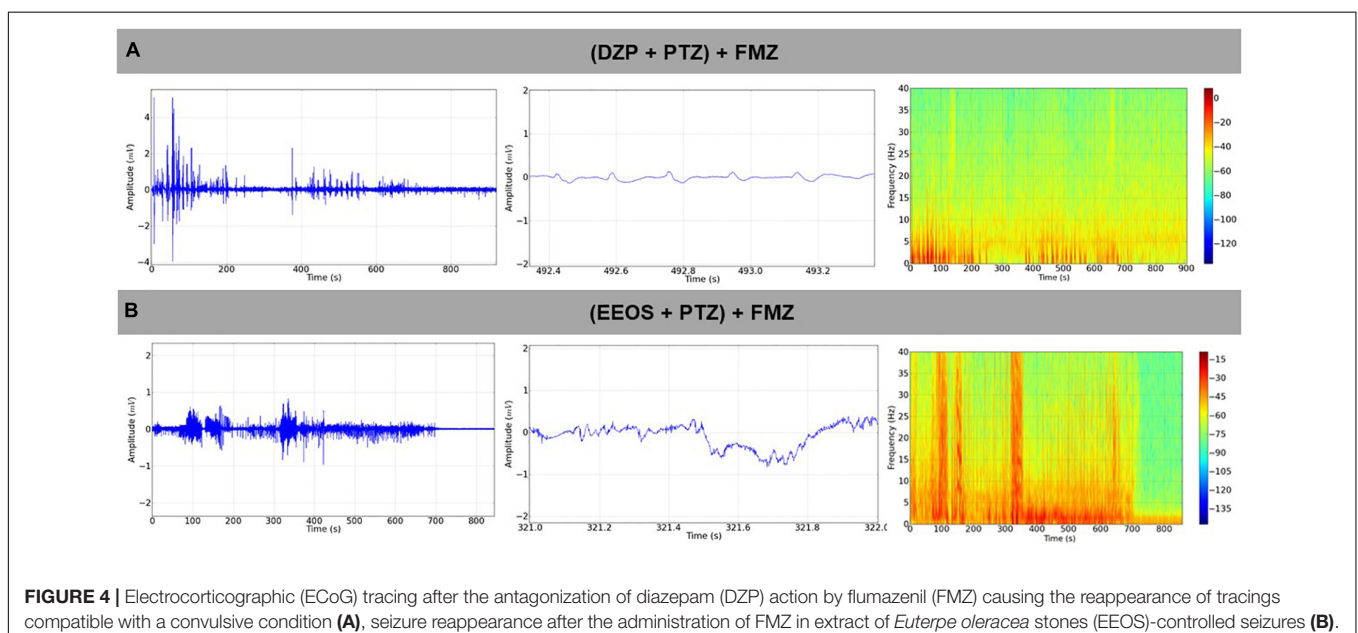 A
(DZP + PTZ) + FMZ
Amplitude (mV)
4
2
0
−2
−4
0 200 400 600 800
Time (s)
Amplitude (mV)
2
1
0
−1
−2
492.4 492.6 492.8 493.0 493.2
Time (s)
Frequency (Hz)
40
35
30
25
20
15
10
5
0
0 100 200 300 400 500 600 700 800 900
Time (s)
0
−20
−40
−60
−80
−100
−120
B
(EEOS + PTZ) + FMZ
Amplitude (mV)
2
1
0
−1
−2
0 100 200 300 400 500 600 700 800
Time (s)
Amplitude (mV)
2
1
0
−1
−2
321.0 321.2 321.4 321.6 321.8 322.0
Time (s)
Frequency (Hz)
40
35
30
25
20
15
10
5
0
0 100 200 300 400 500 600 700 800
Time (s)
−15
−30
−45
−60
−75
−90
−105
−120
−135
FIGURE 4 | Electrocorticographic (ECoG) tracing after the antagonization of diazepam (DZP) action by flumazenil (FMZ) causing the reappearance of tracings
compatible with a convulsive condition (A), seizure reappearance after the administration of FMZ in extract of Euterpe oleracea stones (EEOS)-controlled seizures (B).